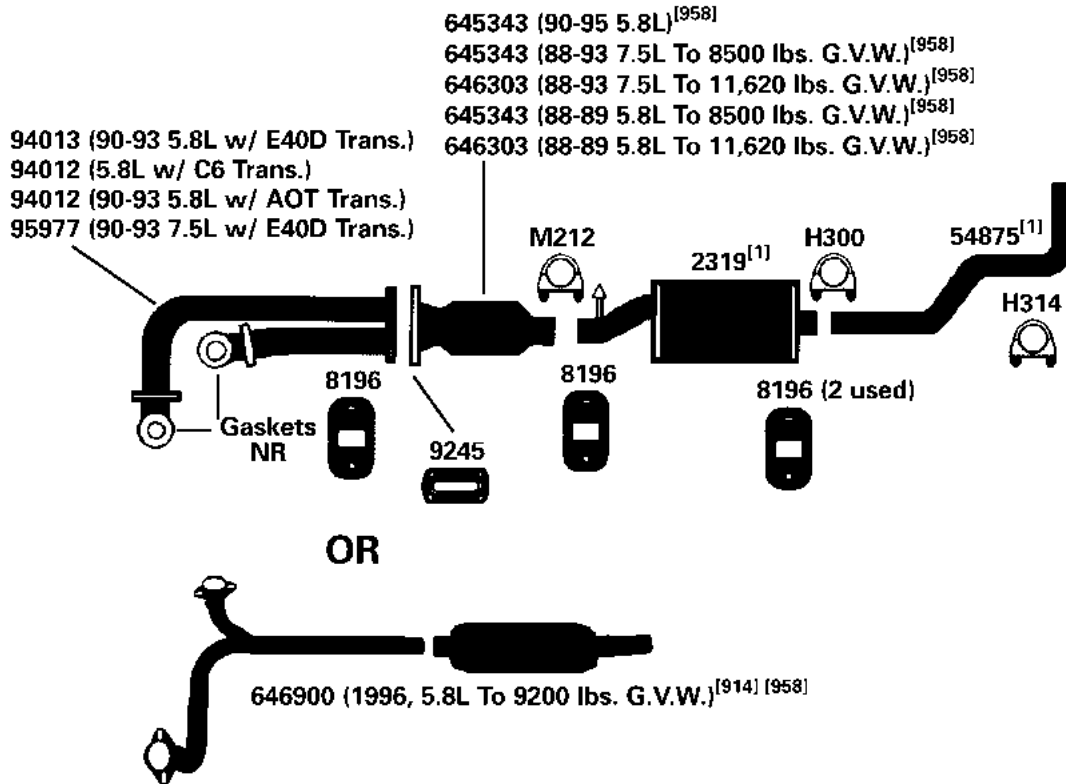 645343 (90-95 5.8L)[958]
645343 (88-93 7.5L To 8500 lbs. G.V.W.)[958]
646303 (88-93 7.5L To 11,620 lbs. G.V.W.)[958]
645343 (88-89 5.8L To 8500 lbs. G.V.W.)[958]
646303 (88-89 5.8L To 11,620 lbs. G.V.W.)[958]
94013 (90-93 5.8L w/ E40D Trans.)
94012 (5.8L w/ C6 Trans.)
94012 (90-93 5.8L w/ AOT Trans.)
95977 (90-93 7.5L w/ E40D Trans.)
M212
2319[1]
H300
54875[1]
H314
8196
8196
8196 (2 used)
Gaskets
NR
9245
OR
646900 (1996, 5.8L To 9200 lbs. G.V.W.)[914] [958]